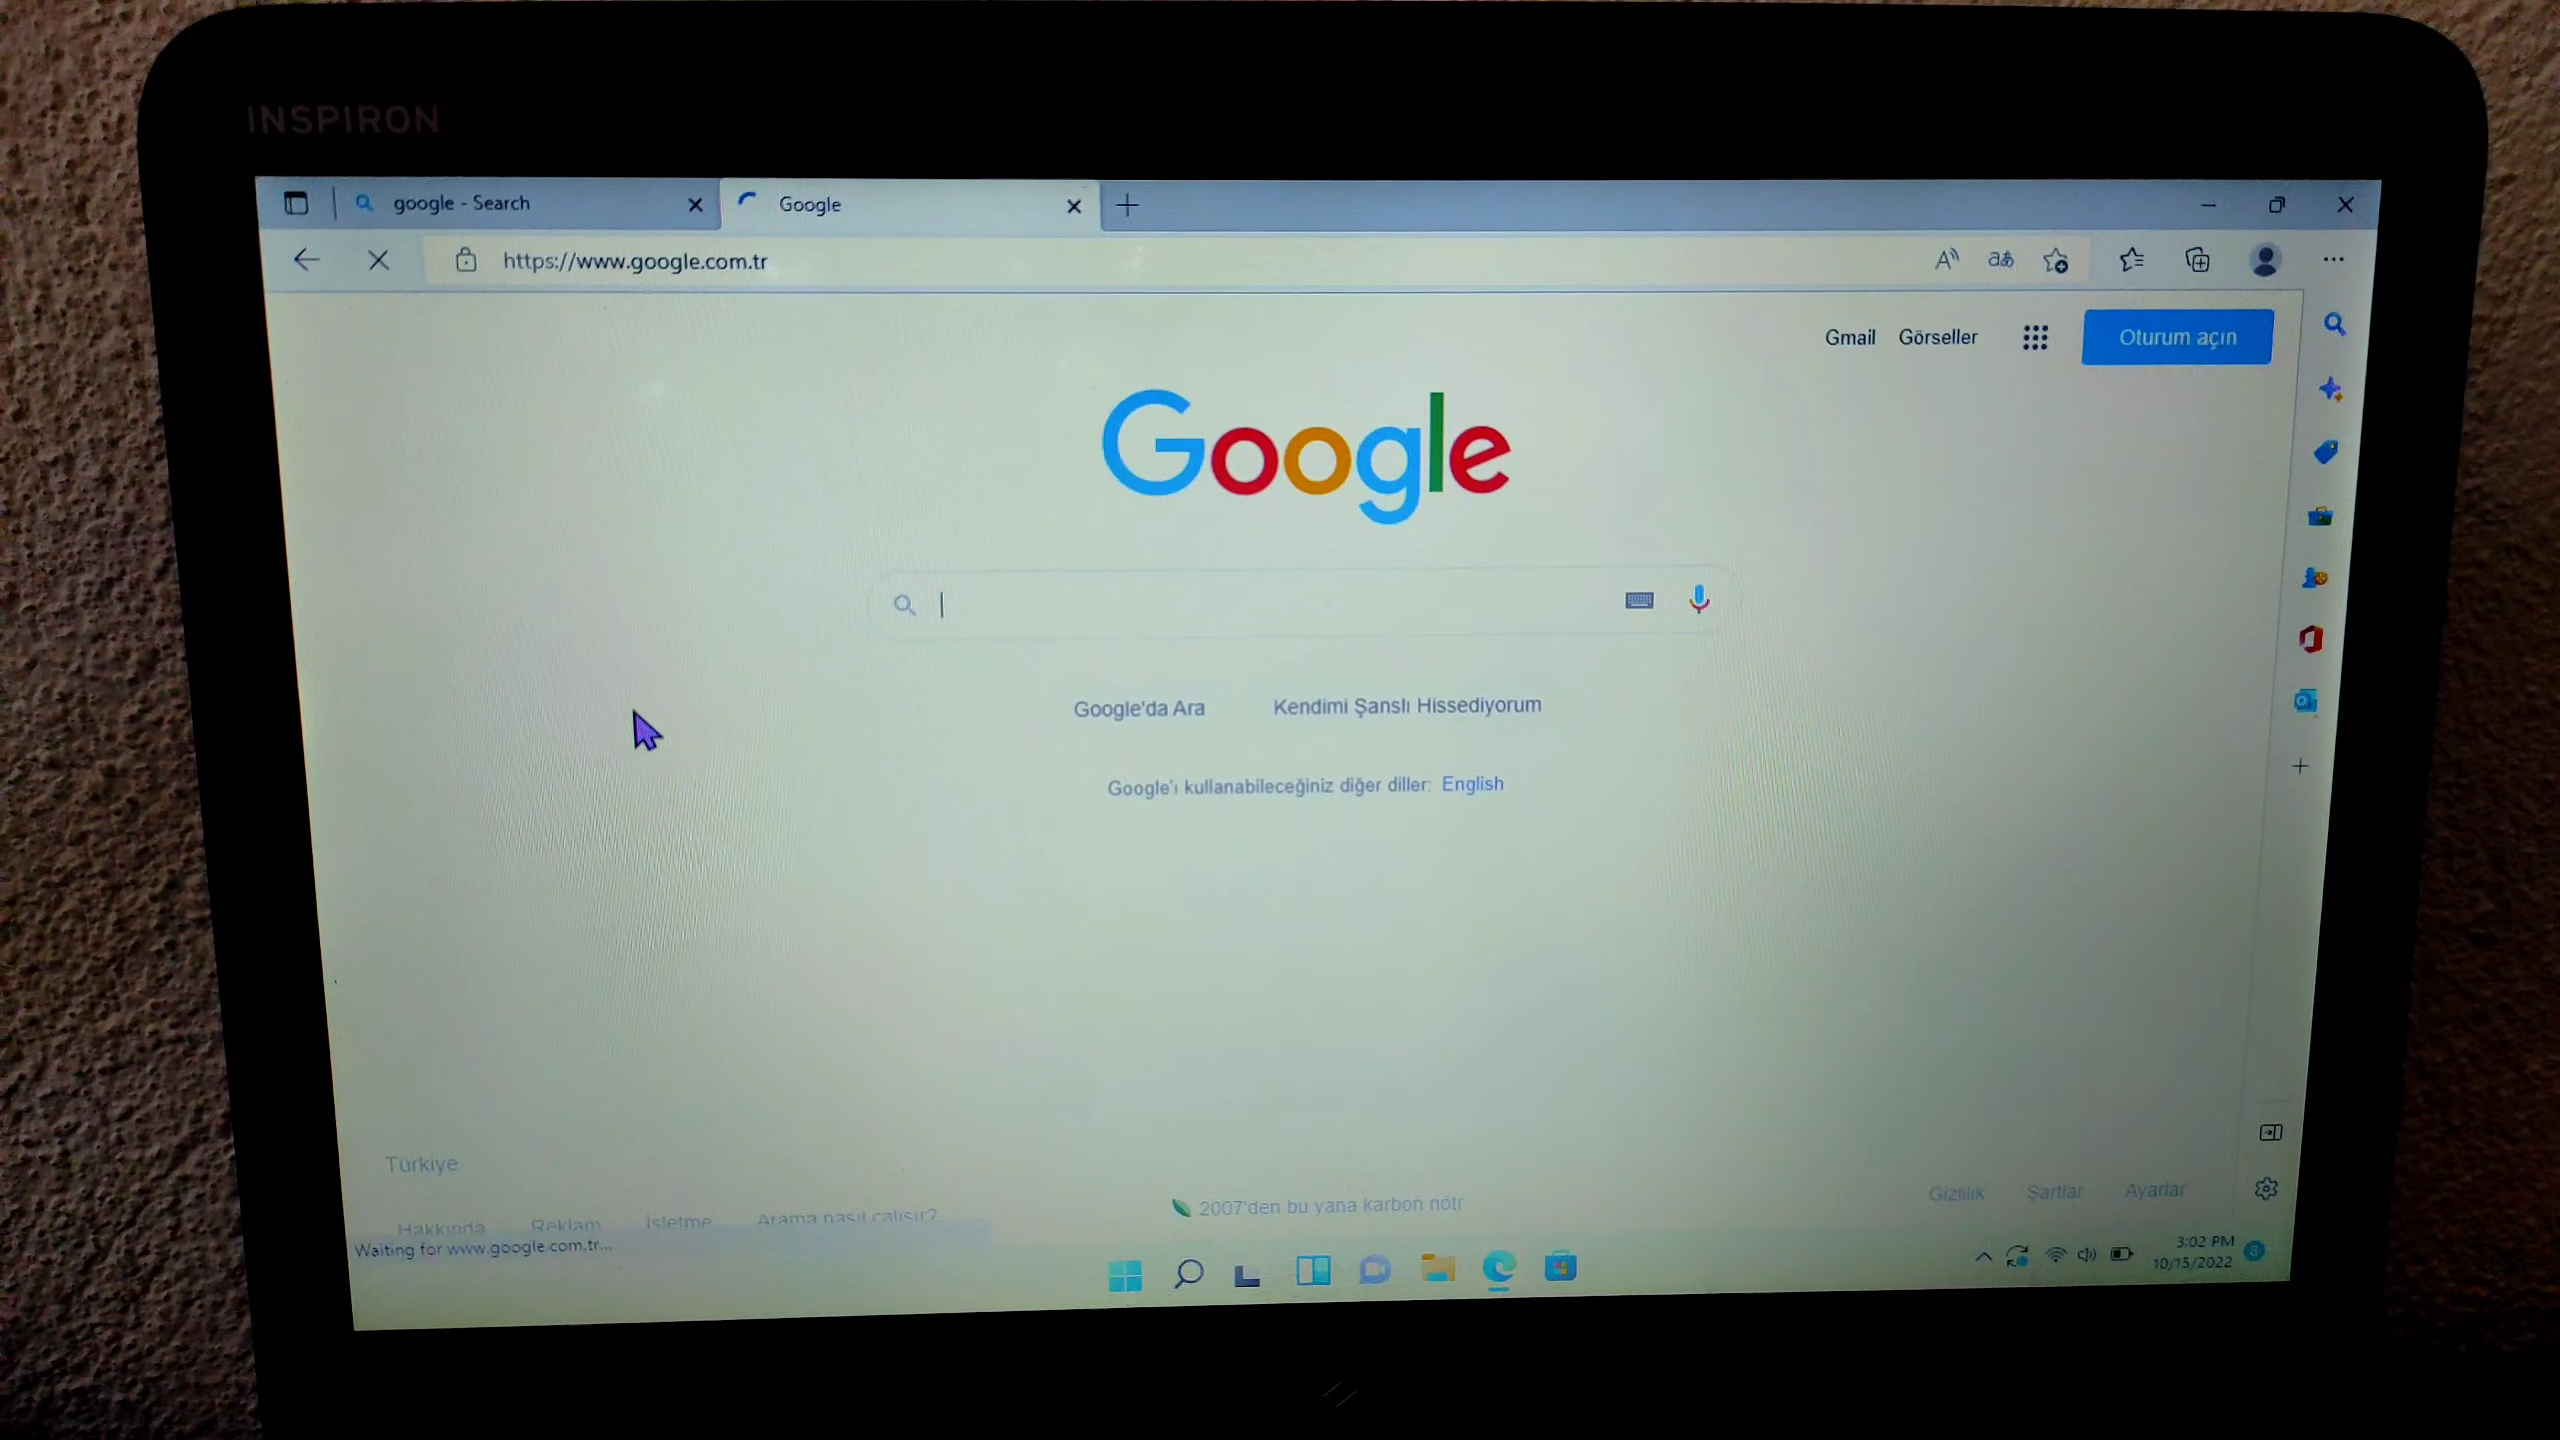 INSPIRON
google - Search
Google
https://www.google.com.tr
Gmail Görseller Oturum açın
Google
Google'da Ara Kendimi Şanslı Hissediyorum
Google'ı kullanabileceğiniz diğer diller: English
Türkiye
2007'den bu yana karbon nötr
Gizlilik Şartlar Ayarlar
Hakkında Reklam İşletme Arama nasıl çalışır?
Waiting for www.google.com.tr...
3:02 PM
10/15/2022
8